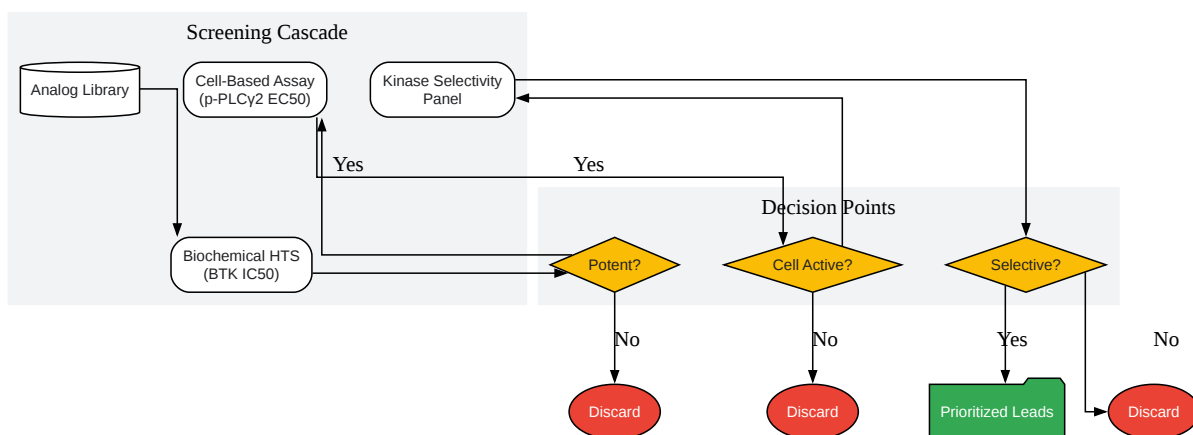 Screening Cascade
Analog Library
Cell-Based Assay
(p-PLCγ2 EC50)
Kinase Selectivity
Panel
Yes
Yes
Decision Points
Biochemical HTS
(BTK IC50)
Potent?
Cell Active?
Selective?
No
No
Yes
No
Discard
Discard
Prioritized Leads
Discard